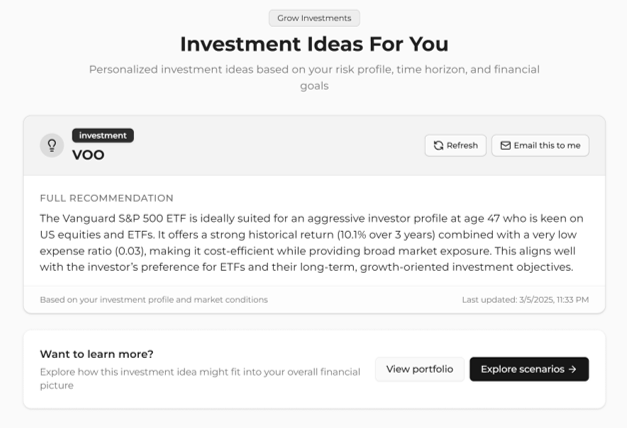 Grow Investments
Investment Ideas For You
Personalized investment ideas based on your risk profile, time horizon, and financial
goals
investment
VOO
Refresh
Email this to me
FULL RECOMMENDATION
The Vanguard S&P 500 ETF is ideally suited for an aggressive investor profile at age 47 who is keen on
US equities and ETFs. It offers a strong historical return (10.1% over 3 years) combined with a very low
expense ratio (0.03), making it cost-efficient while providing broad market exposure. This aligns well
with the investor’s preference for ETFs and their long-term, growth-oriented investment objectives.
Based on your investment profile and market conditions
Last updated: 3/5/2025, 11:33 PM
Want to learn more?
Explore how this investment idea might fit into your overall financial
picture
View portfolio
Explore scenarios →